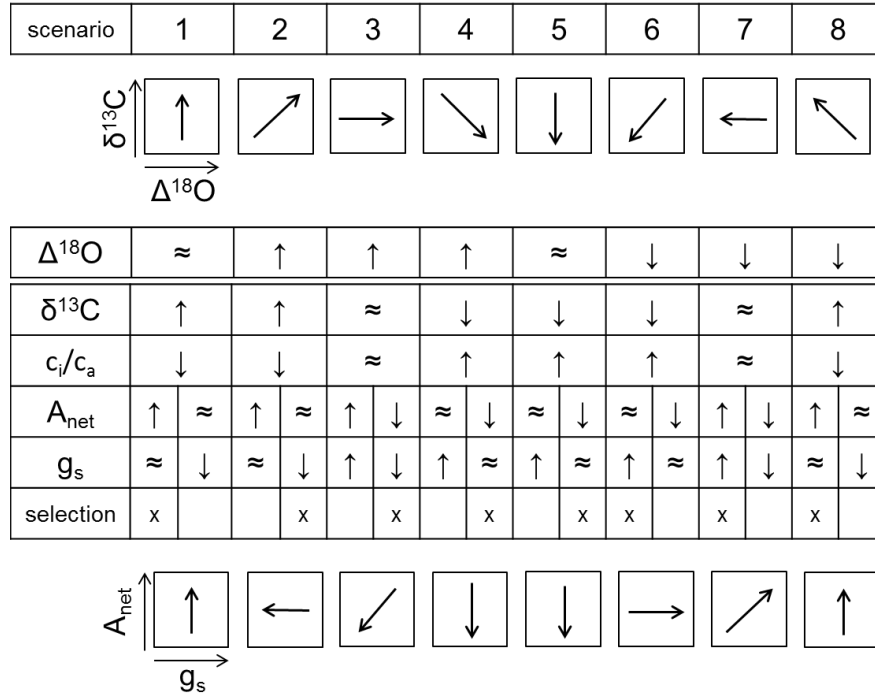 scenario 1 2 3 4 5 6 7 8
δ¹³C
Δ¹⁸O
Δ¹⁸O ≈ ↑ ↑ ↑ ≈ ↓ ↓ ↓
δ¹³C ↑ ↑ ≈ ↓ ↓ ↓ ≈ ↑
cᵢ/cₐ ↓ ↓ ≈ ↑ ↑ ↑ ≈ ↓
Aₙₑₜ ↑ ≈ ↑ ≈ ↑ ↓ ≈ ↓ ≈ ↓ ≈ ↓ ↑ ↓ ↑ ≈
gₛ ≈ ↓ ≈ ↓ ↑ ↓ ↑ ≈ ↑ ≈ ↑ ≈ ↑ ↓ ≈ ↓
selection x x x x x x x x
Aₙₑₜ
gₛ